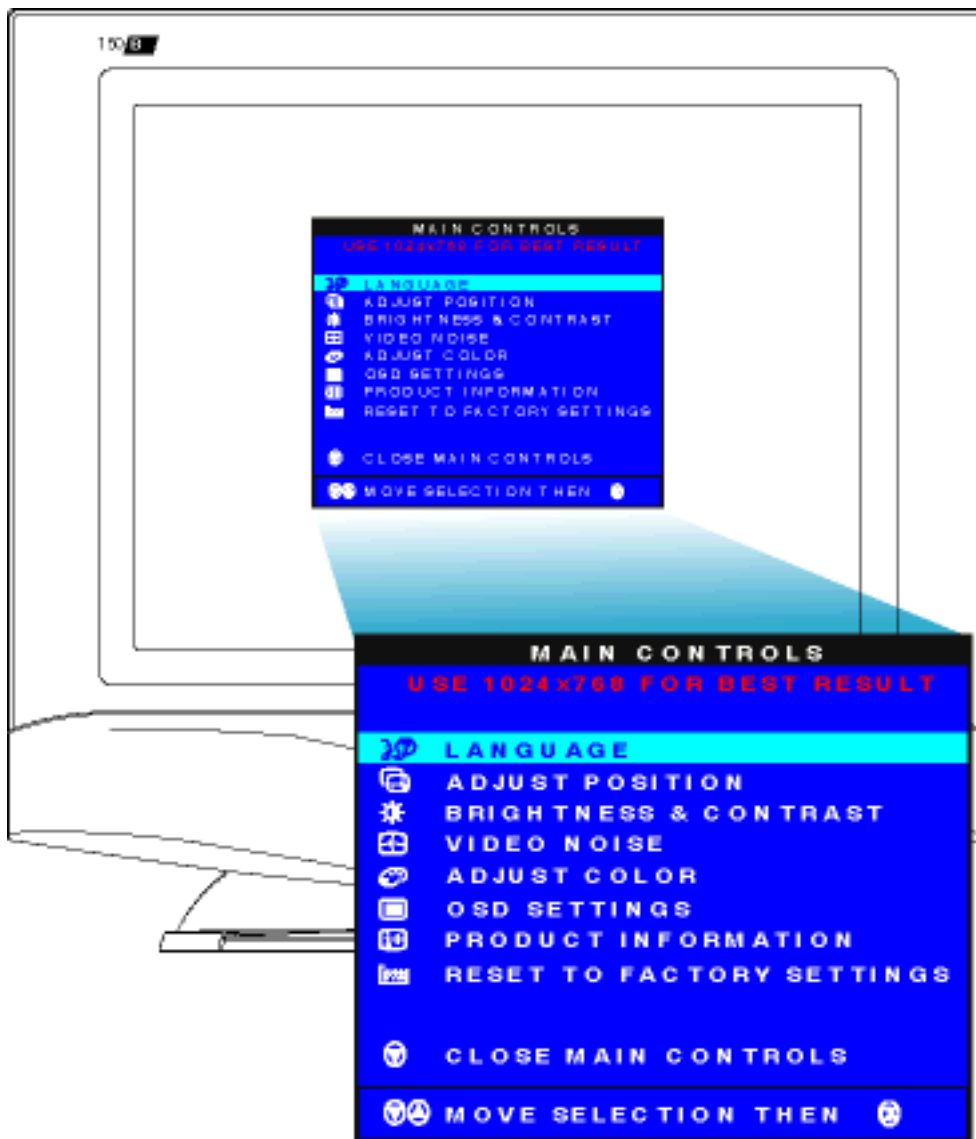 150 B
MAIN CONTROLS
USE 1024x768 FOR BEST RESULT
LANGUAGE
ADJUST POSITION
BRIGHTNESS & CONTRAST
VIDEO NOISE
ADJUST COLOR
OSD SETTINGS
PRODUCT INFORMATION
RESET TO FACTORY SETTINGS
CLOSE MAIN CONTROLS
MOVE SELECTION THEN
MAIN CONTROLS
USE 1024x768 FOR BEST RESULT
LANGUAGE
ADJUST POSITION
BRIGHTNESS & CONTRAST
VIDEO NOISE
ADJUST COLOR
OSD SETTINGS
PRODUCT INFORMATION
RESET TO FACTORY SETTINGS
CLOSE MAIN CONTROLS
MOVE SELECTION THEN OK